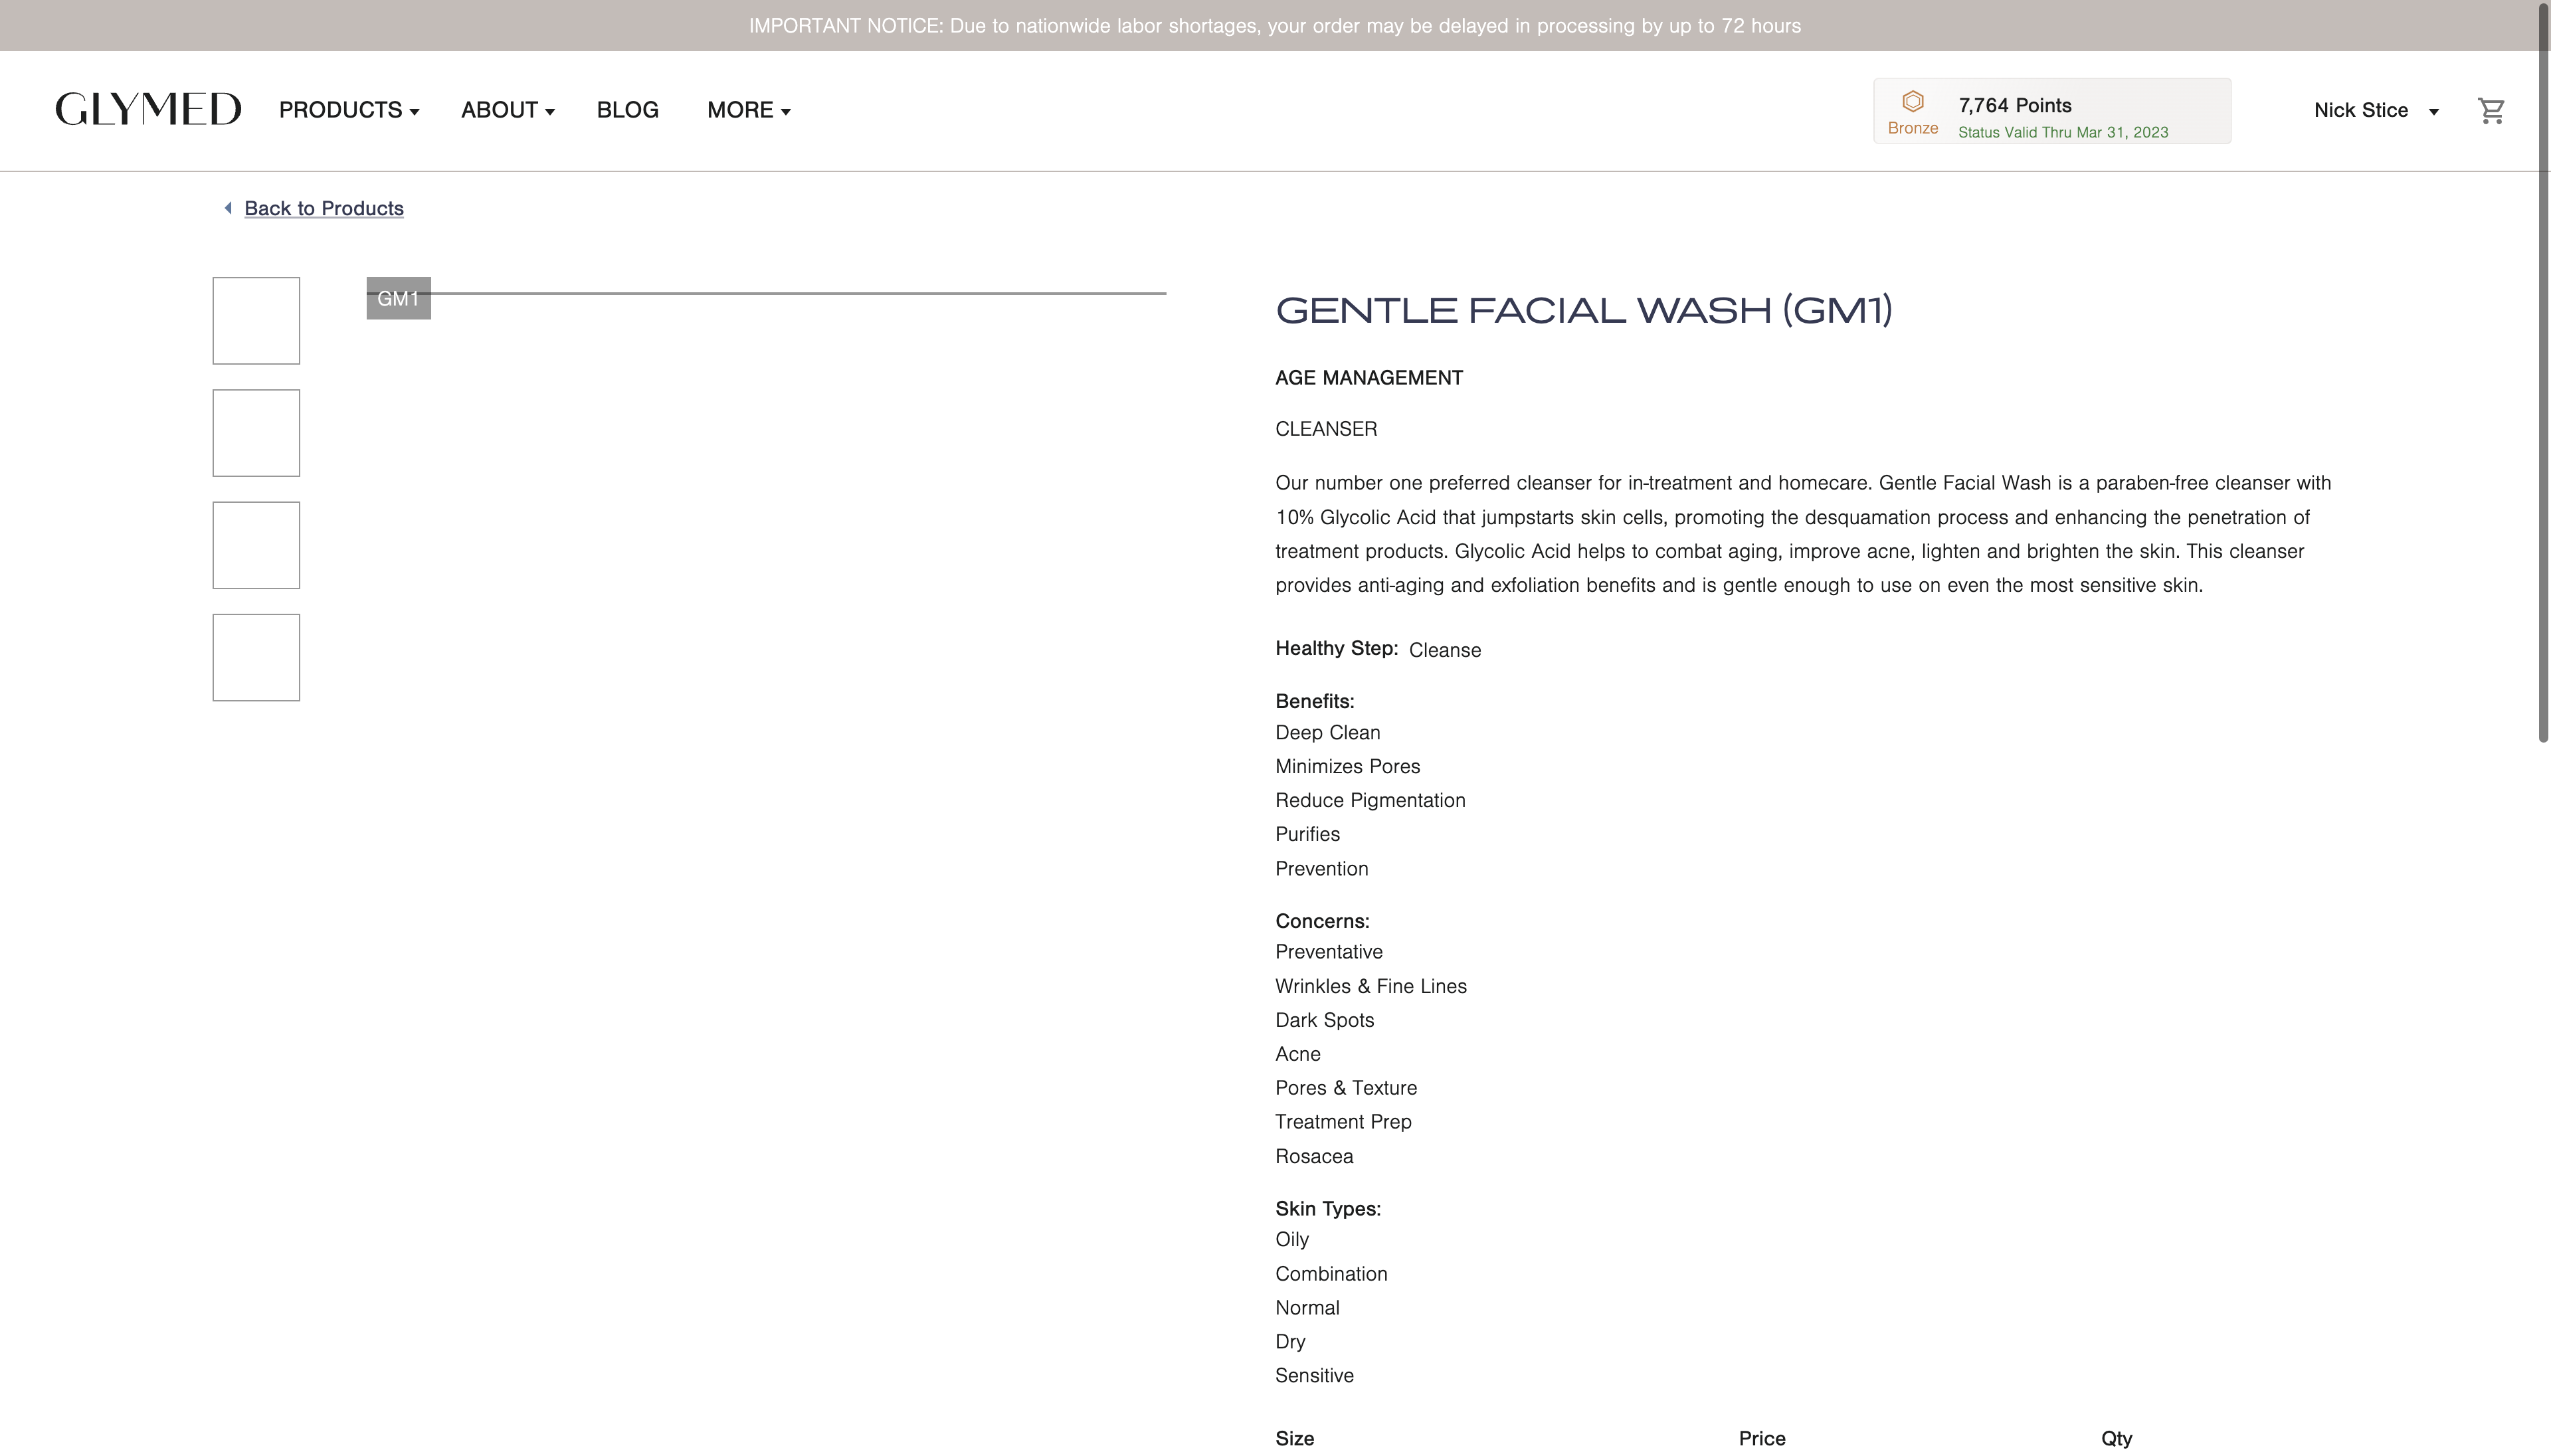 IMPORTANT NOTICE: Due to nationwide labor shortages, your order may be delayed in processing by up to 72 hours
GLYMED
PRODUCTS
ABOUT
BLOG
MORE
Bronze
7,764 Points
Status Valid Thru Mar 31, 2023
Nick Stice
Back to Products
GM1
GENTLE FACIAL WASH (GM1)
AGE MANAGEMENT
CLEANSER
Our number one preferred cleanser for in-treatment and homecare. Gentle Facial Wash is a paraben-free cleanser with
10% Glycolic Acid that jumpstarts skin cells, promoting the desquamation process and enhancing the penetration of
treatment products. Glycolic Acid helps to combat aging, improve acne, lighten and brighten the skin. This cleanser
provides anti-aging and exfoliation benefits and is gentle enough to use on even the most sensitive skin.
Healthy Step: Cleanse
Benefits:
Deep Clean
Minimizes Pores
Reduce Pigmentation
Purifies
Prevention
Concerns:
Preventative
Wrinkles & Fine Lines
Dark Spots
Acne
Pores & Texture
Treatment Prep
Rosacea
Skin Types:
Oily
Combination
Normal
Dry
Sensitive
Size Price Qty